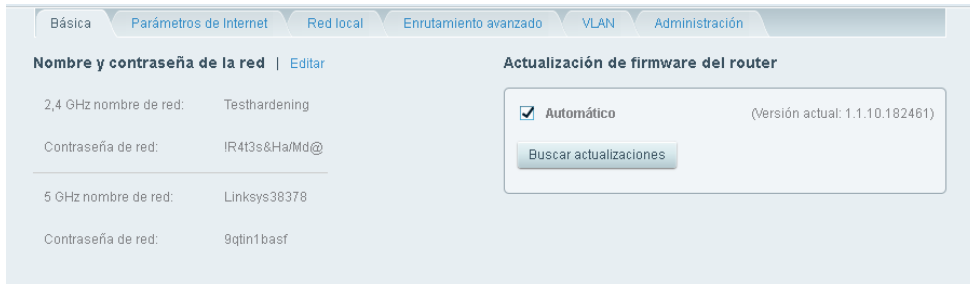 Básica Parámetros de Internet Red local Enrutamiento avanzado VLAN Administración
Nombre y contraseña de la red | Editar
2,4 GHz nombre de red: Testhardening
Contraseña de red: !R4t3s&Ha/Md@
5 GHz nombre de red: Linksys38378
Contraseña de red: 9qtin1basf
Actualización de firmware del router
Automático (Versión actual: 1.1.10.182461)
Buscar actualizaciones